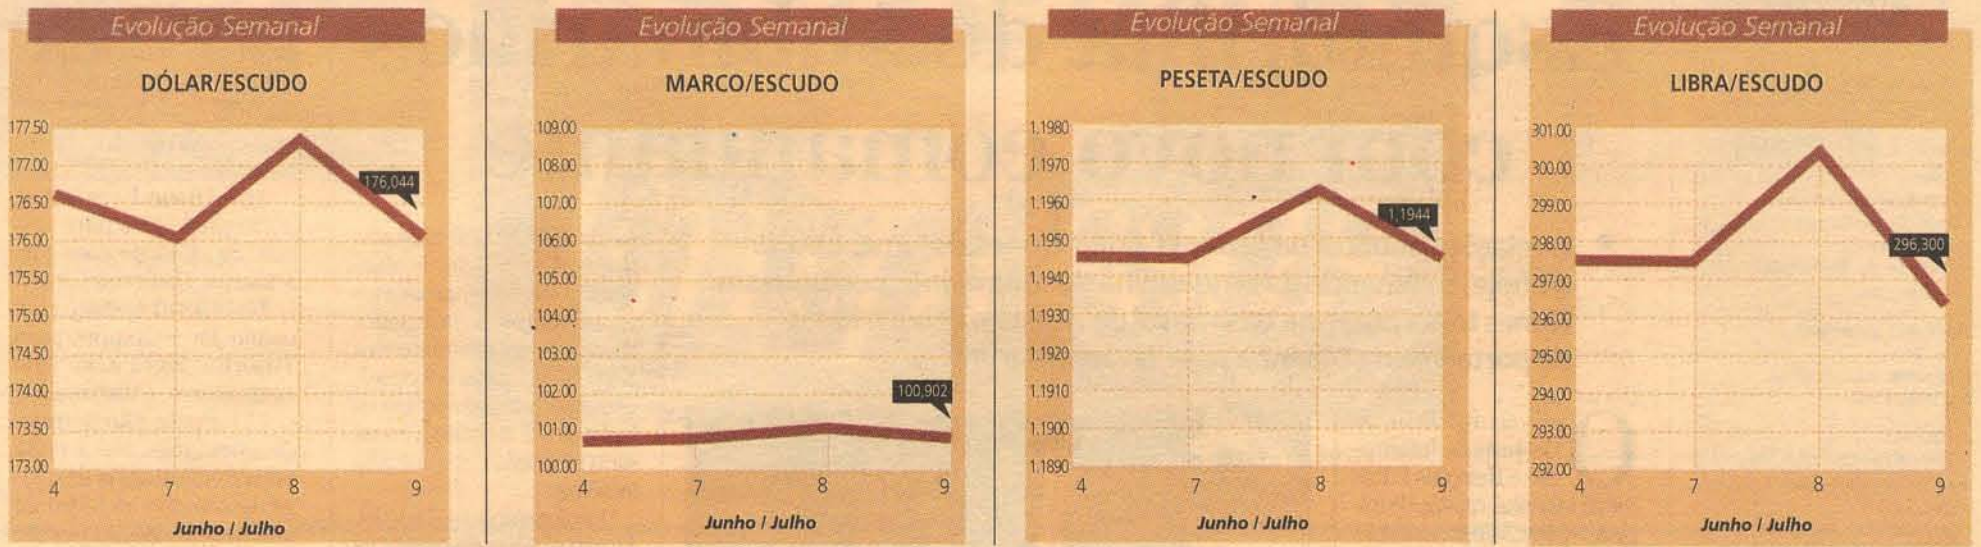 Evolução Semanal
DÓLAR/ESCUDO
177.50
177.00
176.50
176.00
175.50
175.00
174.50
174.00
173.50
173.00
176,044
4 7 8 9
Junho / Julho
Evolução Semanal
MARCO/ESCUDO
109.00
108.00
107.00
106.00
105.00
104.00
103.00
102.00
101.00
100.00
100,902
4 7 8 9
Junho / Julho
Evolução Semanal
PESETA/ESCUDO
1.1980
1.1970
1.1960
1.1950
1.1940
1.1930
1.1920
1.1910
1.1900
1.1890
1,1944
4 7 8 9
Junho / Julho
Evolução Semanal
LIBRA/ESCUDO
301.00
300.00
299.00
298.00
297.00
296.00
295.00
294.00
293.00
292.00
296,300
4 7 8 9
Junho / Julho